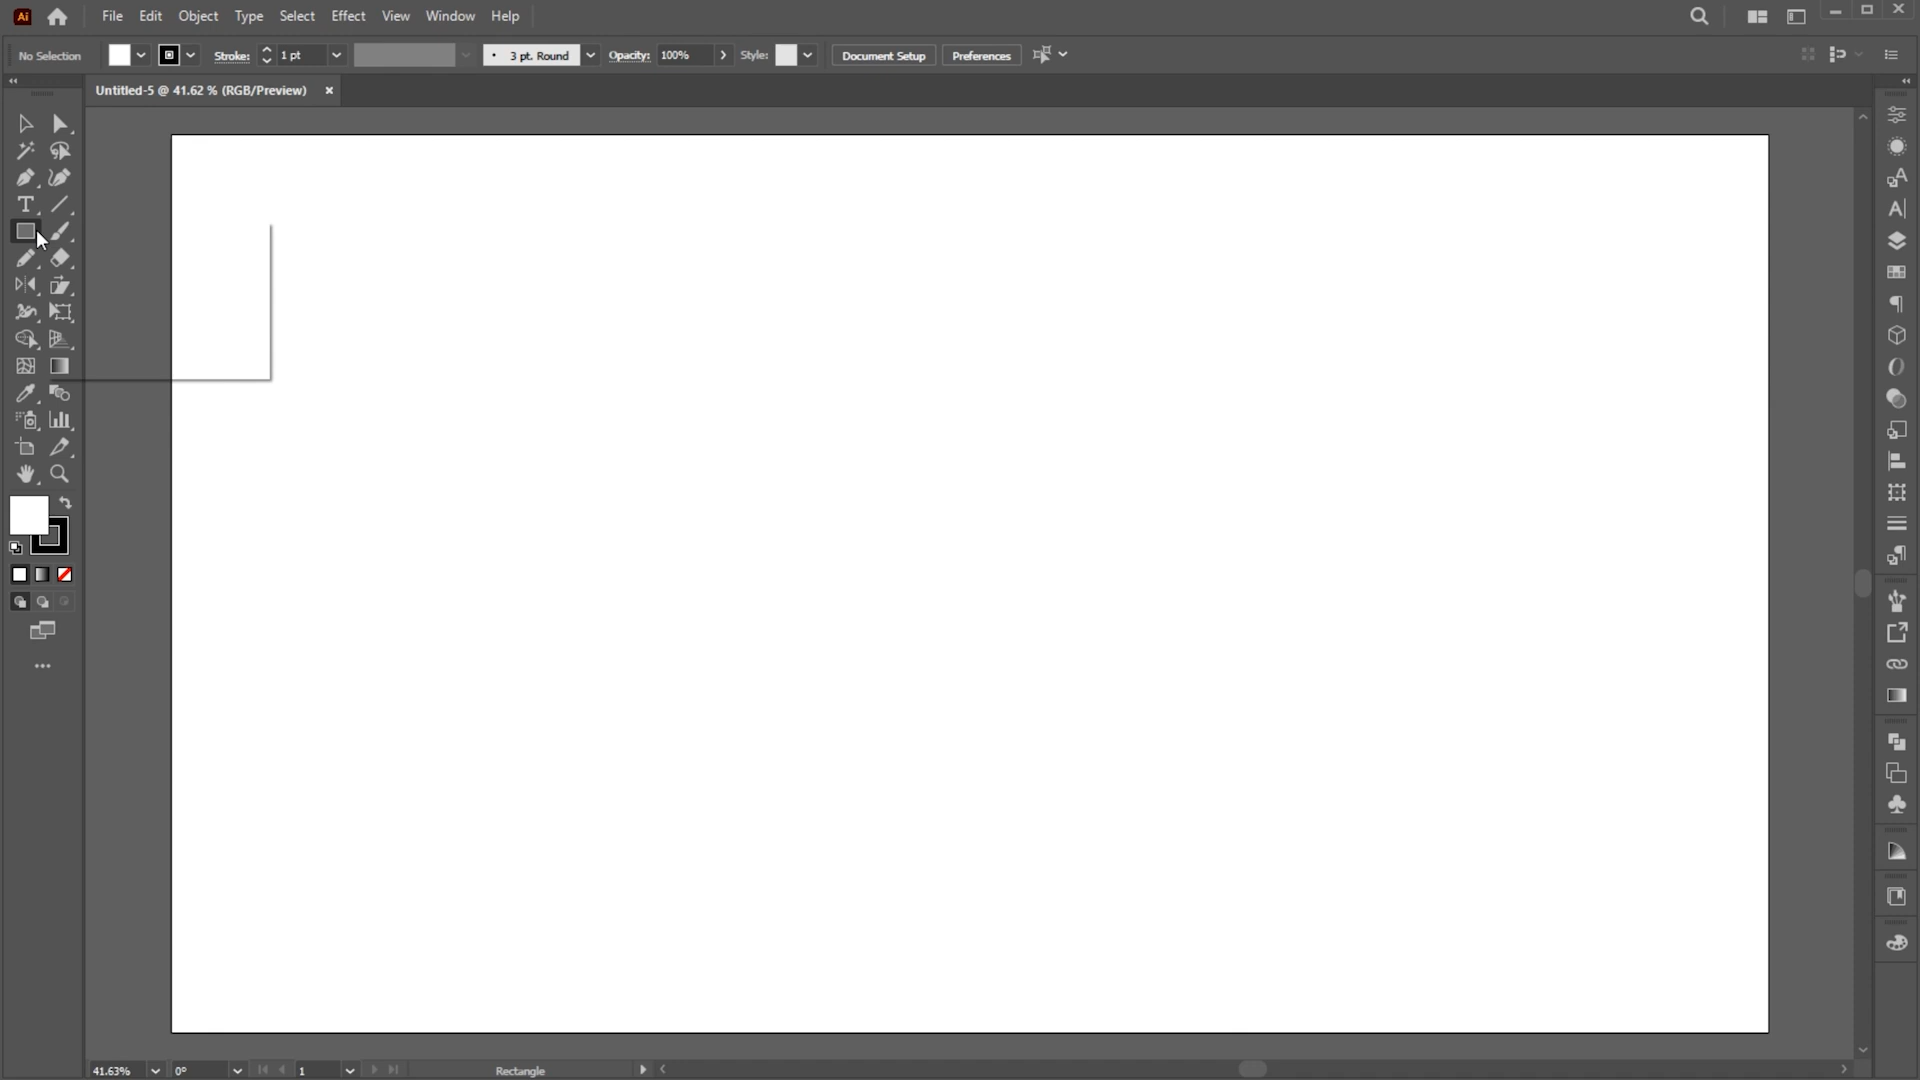 Ai File Edit Object Type Select Effect View Window Help
No Selection Stroke: 1 pt 3 pt. Round Opacity: 100% Style: Document Setup Preferences
Untitled-5 @ 41.62 % (RGB/Preview) ×
41.63% 0° 1 Rectangle